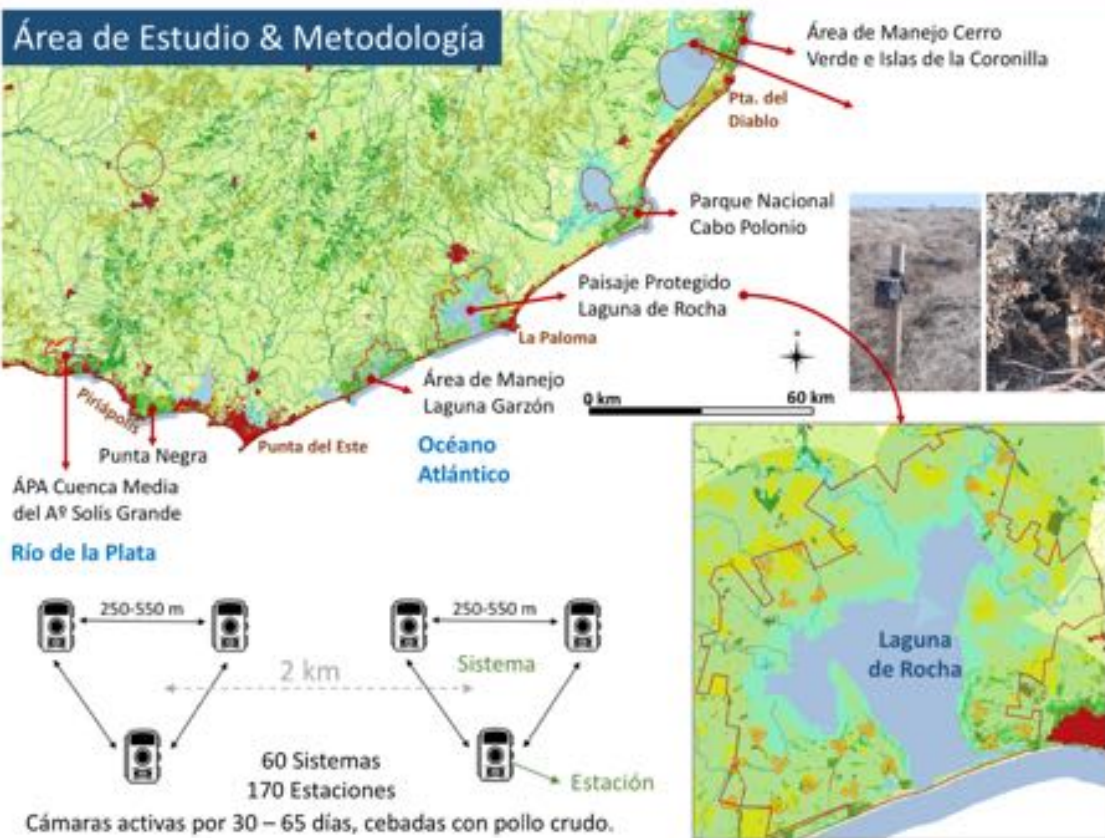 Área de Estudio & Metodología
Área de Manejo Cerro
Verde e Islas de la Coronilla
Pta. del
Diablo
Parque Nacional
Cabo Polonio
Paisaje Protegido
Laguna de Rocha
La Paloma
0 km
60 km
Área de Manejo
Laguna Garzón
Piriápolis
Punta del Este
Océano
Atlántico
Punta Negra
ÁPA Cuenca Media
del Aº Solís Grande
Río de la Plata
250-550 m
250-550 m
2 km
Sistema
Laguna
de Rocha
60 Sistemas
170 Estaciones
Estación
Cámaras activas por 30 – 65 días, cebadas con pollo crudo.